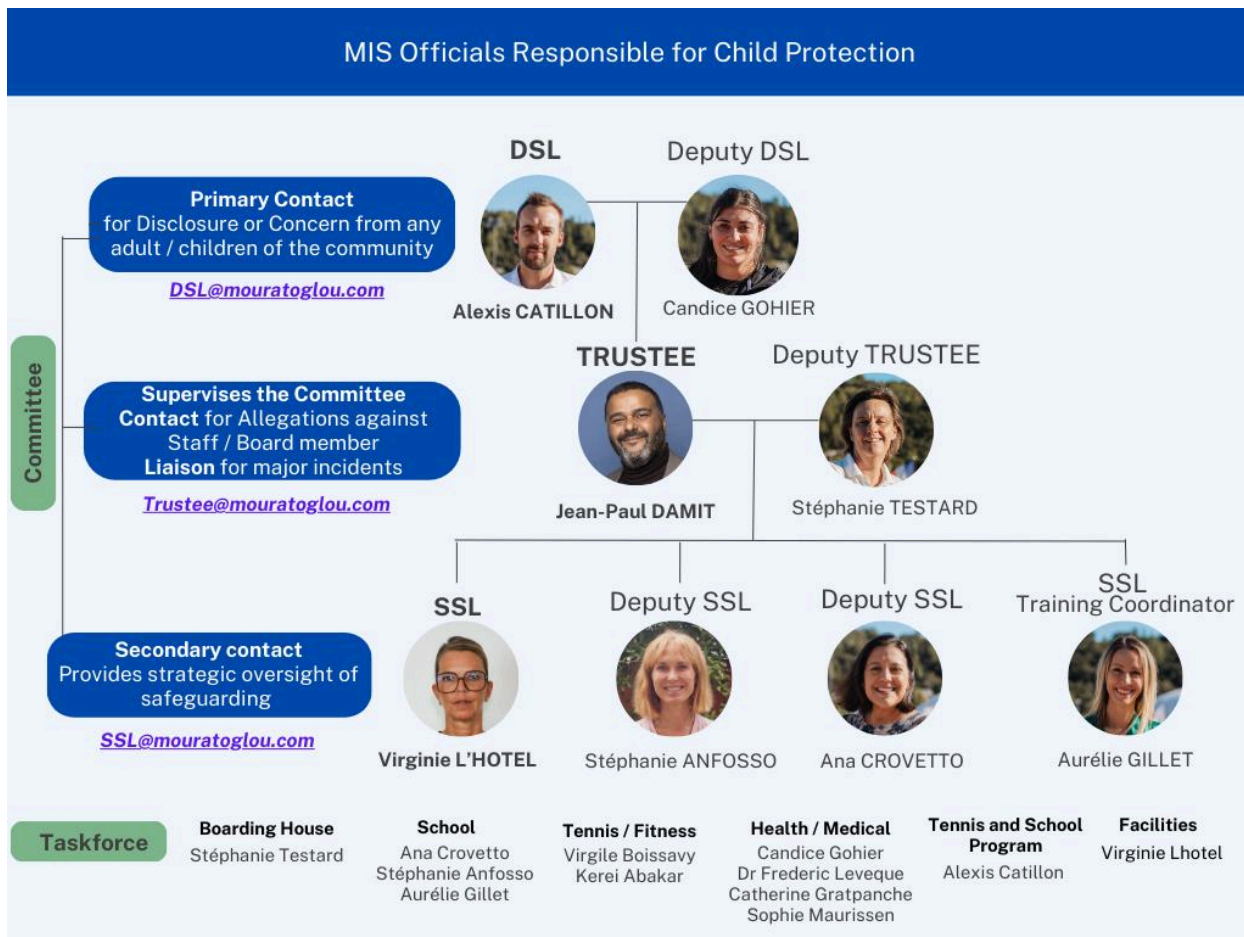 MIS Officials Responsible for Child Protection
DSL
Deputy DSL
Primary Contact
for Disclosure or Concern from any
adult / children of the community
DSL@mouratoglou.com
Alexis CATILLON
Candice GOHIER
Committee
TRUSTEE
Deputy TRUSTEE
Supervises the Committee
Contact for Allegations against
Staff / Board member
Liaison for major incidents
Trustee@mouratoglou.com
Jean-Paul DAMIT
Stéphanie TESTARD
SSL
Deputy SSL
Deputy SSL
SSL
Training Coordinator
Secondary contact
Provides strategic oversight of
safeguarding
SSL@mouratoglou.com
Virginie L'HOTEL
Stéphanie ANFOSSO
Ana CROVETTO
Aurélie GILLET
Taskforce
Boarding House
Stéphanie Testard
School
Ana Crovetto
Stéphanie Anfosso
Aurélie Gillet
Tennis / Fitness
Virgile Boissavy
Kerei Abakar
Health / Medical
Candice Gohier
Dr Frederic Leveque
Catherine Gratpanche
Sophie Maurissen
Tennis and School
Program
Alexis Catillon
Facilities
Virginie Lhotel